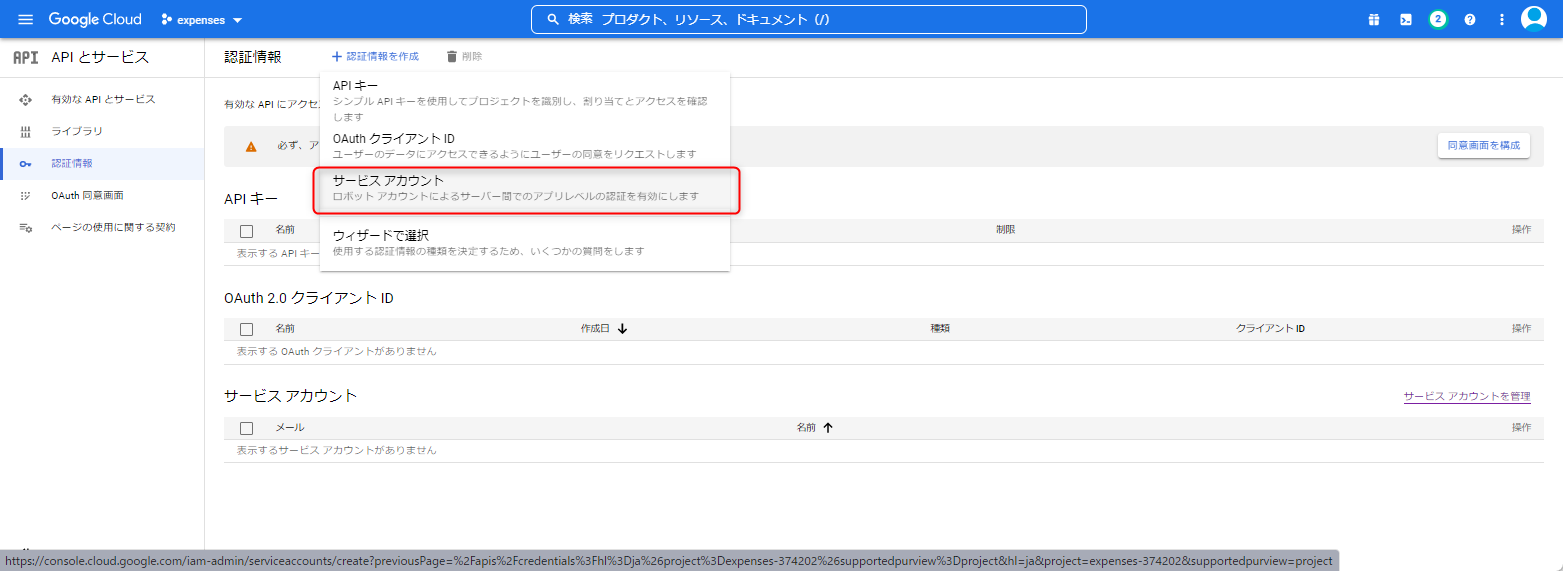 Google Cloud
expenses
検索 プロダクト、リソース、ドキュメント (/)
2
API API とサービス
認証情報
認証情報を作成
削除
有効な API とサービス
ライブラリ
認証情報
OAuth 同意画面
ページの使用に関する契約
有効な API にアクセ
API キー
シンプル API キーを使用してプロジェクトを識別し、割り当てとアクセスを確認
します
OAuth クライアント ID
ユーザーのデータにアクセスできるようにユーザーの同意をリクエストします
サービス アカウント
ロボット アカウントによるサーバー間でのアプリレベルの認証を有効にします
ウィザードで選択
使用する認証情報の種類を決定するため、いくつかの質問をします
必ず、ア
同意画面を構成
API キー
名前 制限 操作
表示する API キー
OAuth 2.0 クライアント ID
名前 作成日 種類 クライアント ID 操作
表示する OAuth クライアントがありません
サービス アカウント
サービス アカウントを管理
メール 名前 操作
表示するサービス アカウントがありません
https://console.cloud.google.com/iam-admin/serviceaccounts/create?previousPage=%2Fapis%2Fcredentials%3Fhl%3Dja%26project%3Dexpenses-374202%26supportedpurview%3Dproject&hl=ja&project=expenses-374202&supportedpurview=project